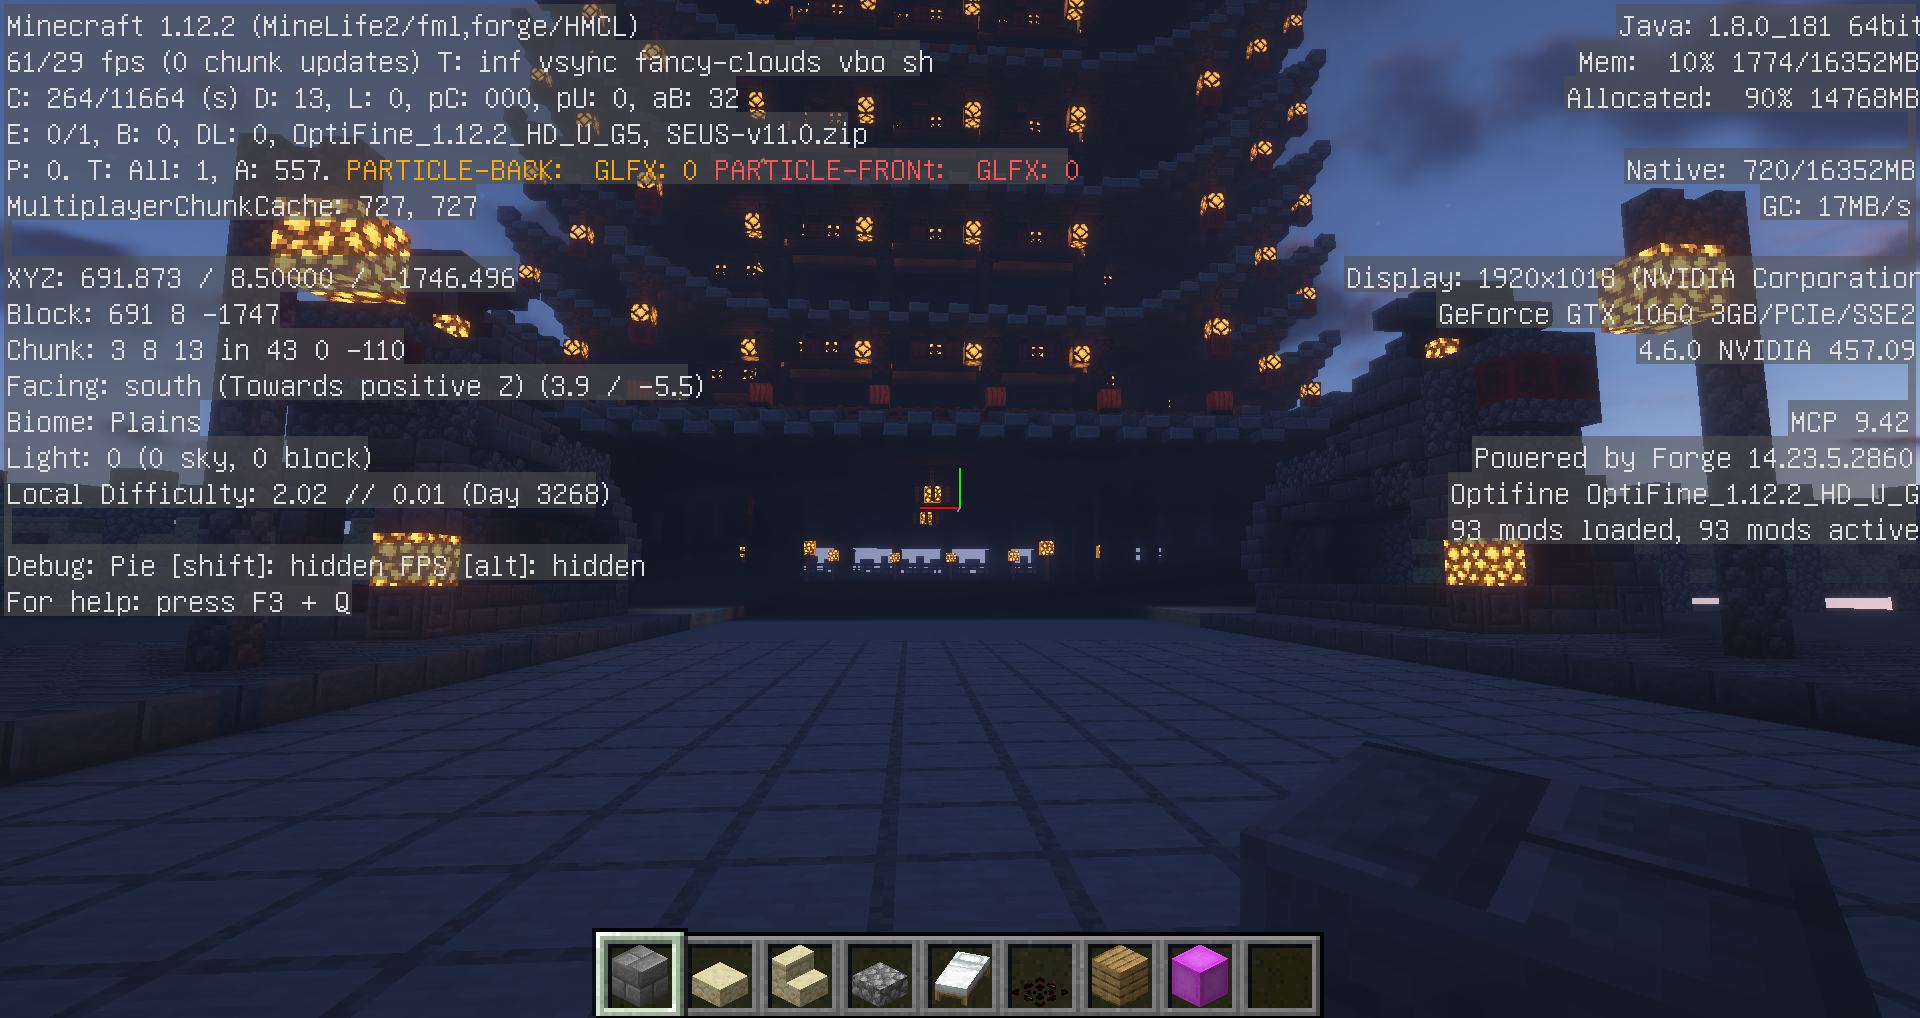 Minecraft 1.12.2 (MineLife2/fml,forge/HMCL)
61/29 fps (0 chunk updates) T: inf vsync fancy-clouds vbo sh
C: 264/11664 (s) D: 13, L: 0, pC: 000, pU: 0, aB: 32
E: 0/1, B: 0, DL: 0, OptiFine_1.12.2_HD_U_G5, SEUS-v11.0.zip
P: 0. T: All: 1, A: 557. PARTICLE-BACK: GLFX: 0 PARTICLE-FRONt: GLFX: 0
MultiplayerChunkCache: 727, 727
XYZ: 691.873 / 8.50000 / -1746.496
Block: 691 8 -1747
Chunk: 3 8 13 in 43 0 -110
Facing: south (Towards positive Z) (3.9 / -5.5)
Biome: Plains
Light: 0 (0 sky, 0 block)
Local Difficulty: 2.02 // 0.01 (Day 3268)
Debug: Pie [shift]: hidden FPS [alt]: hidden
For help: press F3 + Q
Java: 1.8.0_181 64bit
Mem: 10% 1774/16352MB
Allocated: 90% 14768MB
Native: 720/16352MB
GC: 17MB/s
Display: 1920x1018 (NVIDIA Corporation
GeForce GTX 1060 3GB/PCIe/SSE2
4.6.0 NVIDIA 457.09
MCP 9.42
Powered by Forge 14.23.5.2860
Optifine OptiFine_1.12.2_HD_U_G
93 mods loaded, 93 mods active